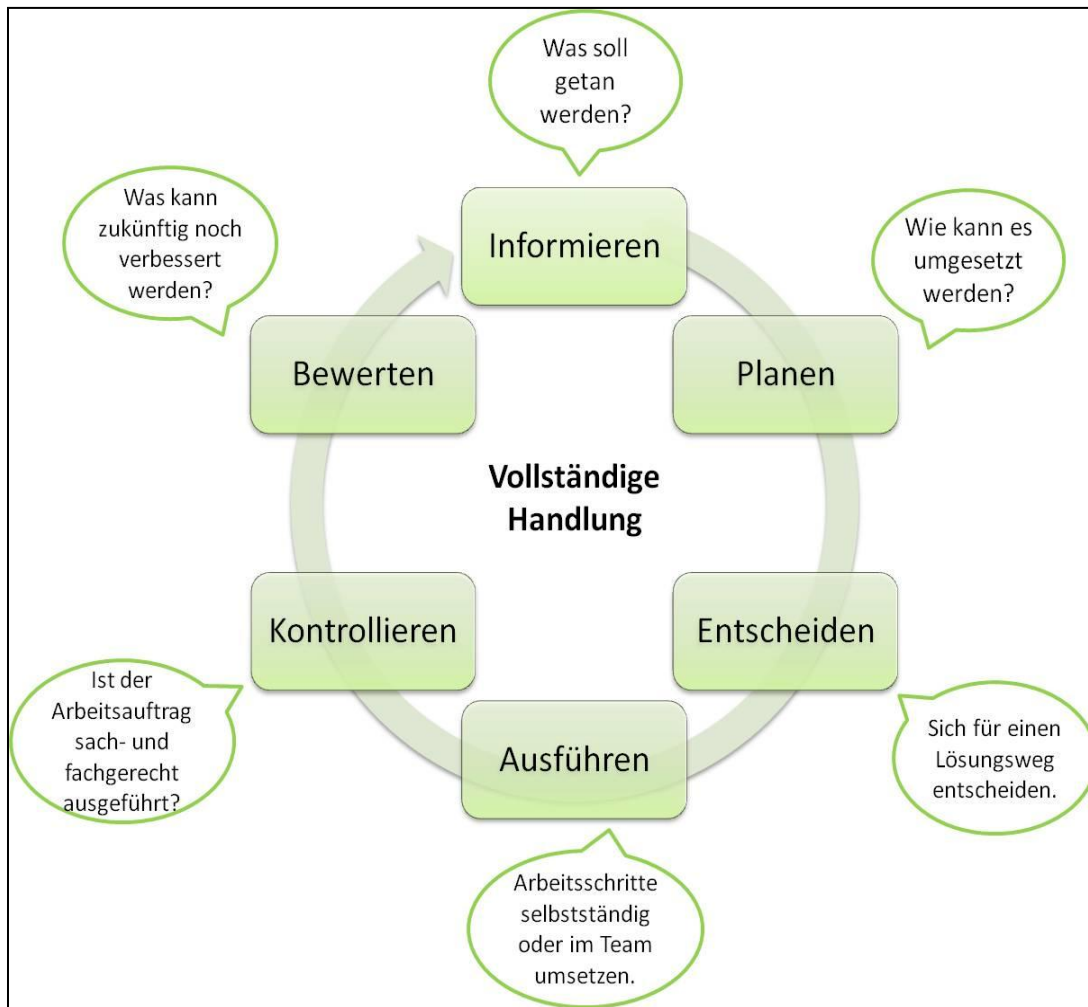 Was soll
getan
werden?
Informieren
Wie kann es
umgesetzt
werden?
Planen
Entscheiden
Sich für einen
Lösungsweg
entscheiden.
Ausführen
Arbeitsschritte
selbstständig
oder im Team
umsetzen.
Kontrollieren
Ist der
Arbeitsauftrag
sach- und
fachgerecht
ausgeführt?
Bewerten
Was kann
zukünftig noch
verbessert
werden?
Vollständige
Handlung